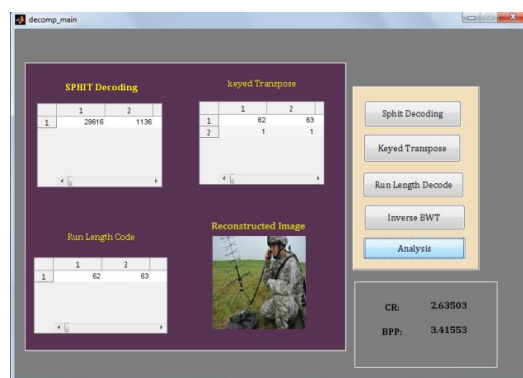 decomp_main
SPHIT Decoding
1 2
1 29616 1136
keyed Transpose
1 2
1 62 63
2 1 1
Run Length Code
1 2
1 62 63
Reconstructed Image
Sphit Decoding
Keyed Transpose
Run Length Decode
Inverse BWT
Analysis
CR: 2.63503
BPP: 3.41553